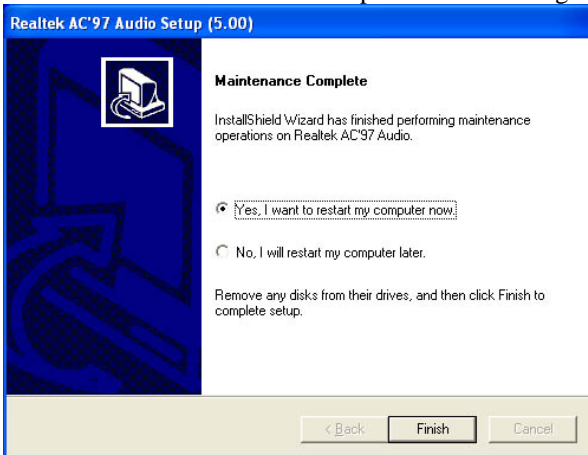 Realtek AC'97 Audio Setup (5.00)
Maintenance Complete
InstallShield Wizard has finished performing maintenance
operations on Realtek AC'97 Audio.
Yes, I want to restart my computer now.
No, I will restart my computer later.
Remove any disks from their drives, and then click Finish to
complete setup.
< Back Finish Cancel